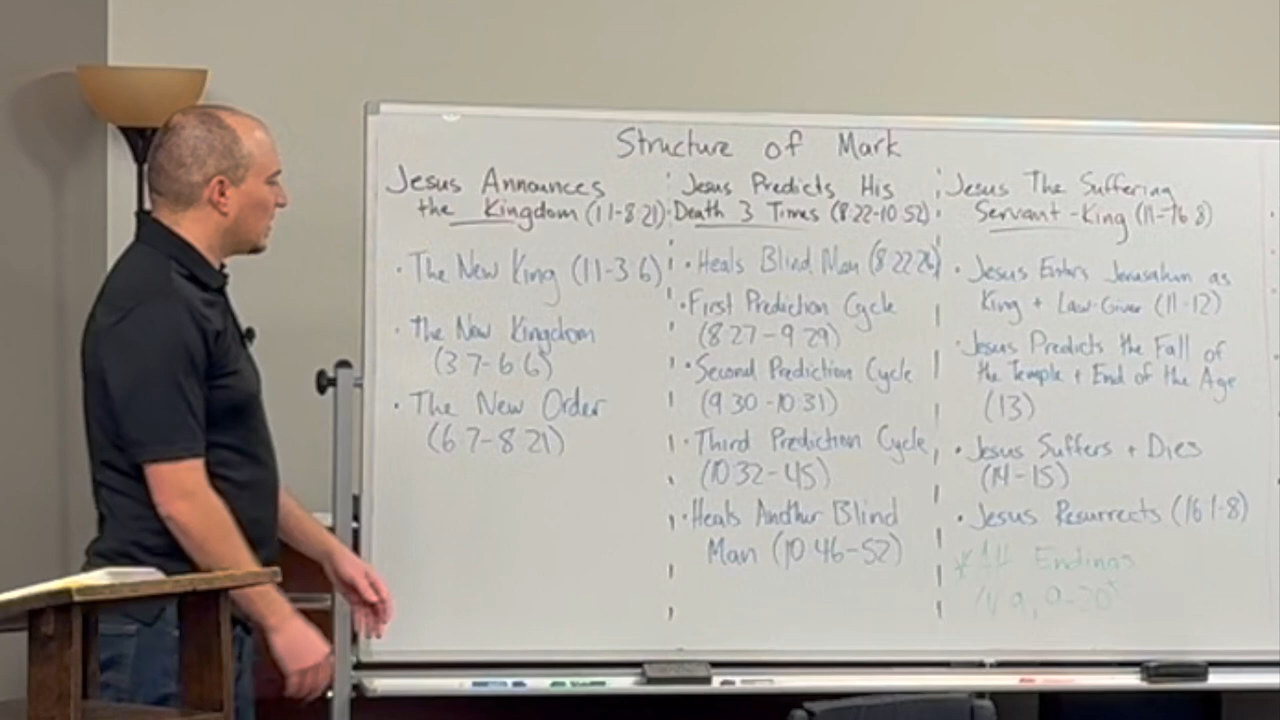 Structure of Mark
Jesus Announces
the Kingdom (1 1-8 21)
The New King (1 1-3 6)
The New Kingdom
(3 7-6 6)
The New Order
(6 7-8 21)
Jesus Predicts His
Death 3 Times (8 22-10 52)
Heals Blind Man (8 22 26)
First Prediction Cycle
(8 27-9 29)
Second Prediction Cycle
(9 30-10 31)
Third Prediction Cycle
(10 32-45)
Heals Another Blind
Man (10 46-52)
Jesus The Suffering
Servant-King (11-16 8)
Jesus Enters Jerusalem as
King + Law-Giver (11-12)
Jesus Predicts the Fall of
the Temple + End of the Age
(13)
Jesus Suffers + Dies
(14-15)
Jesus Resurrects (16 1-8)
Endings